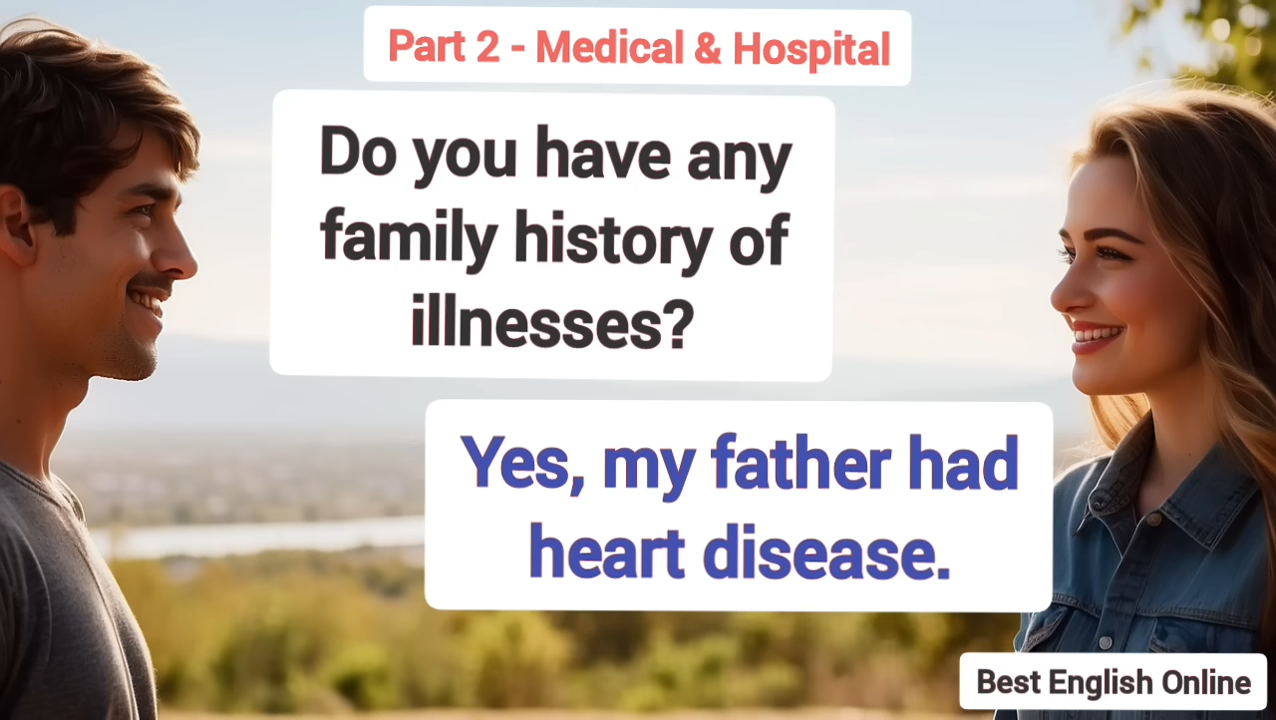 Part 2 - Medical & Hospital
Do you have any
family history of
illnesses?
Yes, my father had
heart disease.
Best English Online